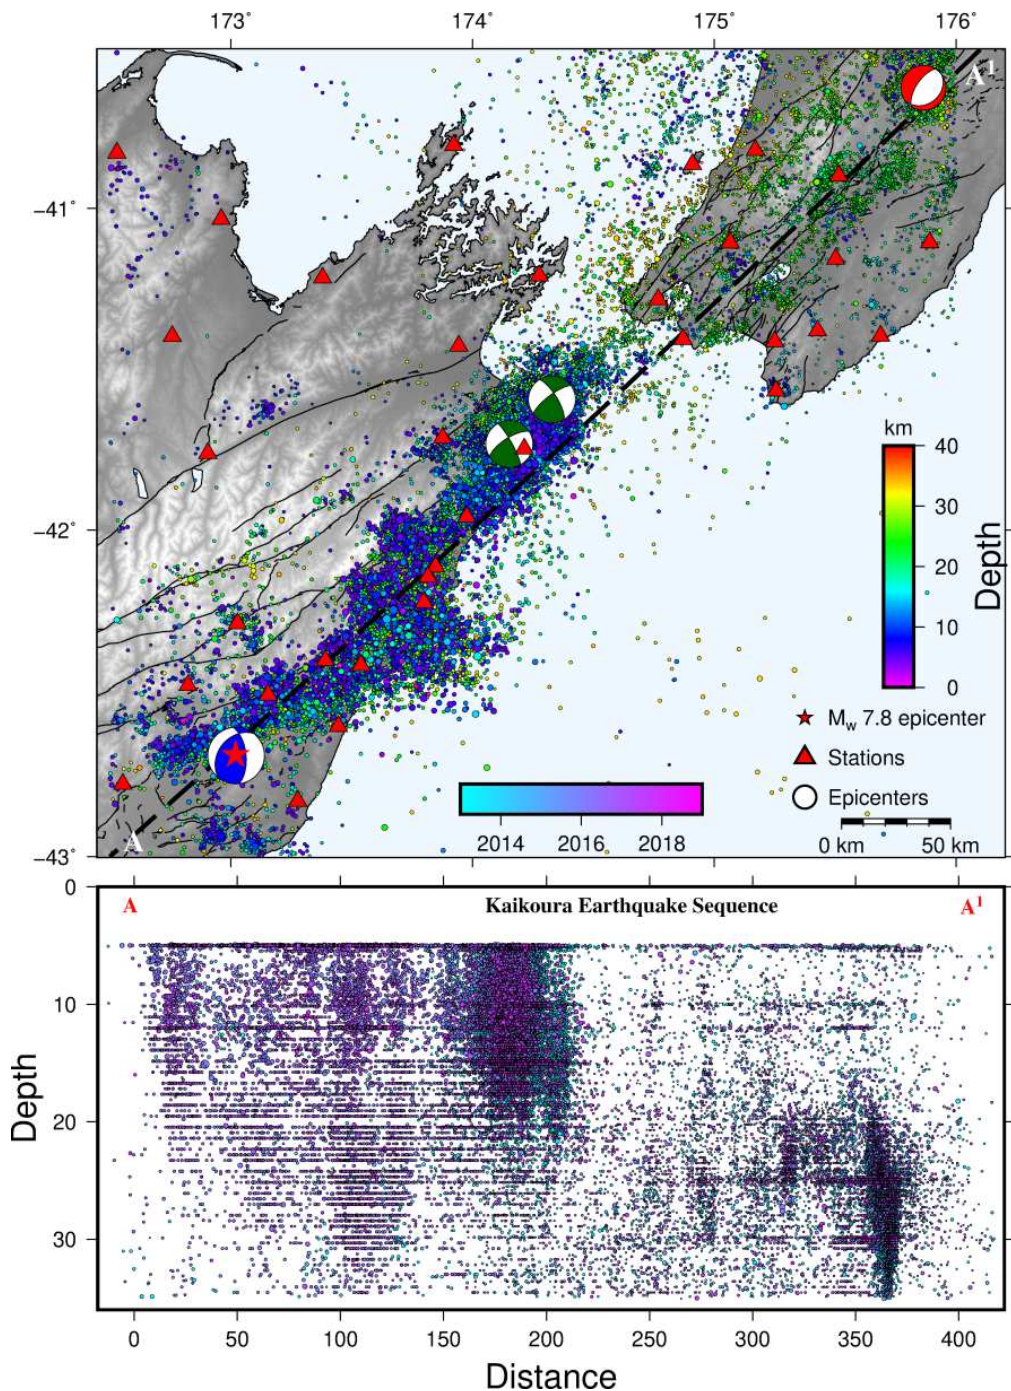 173° 174° 175° 176°
A¹
−41°
km
40
30
−42°
20
Depth
10
0
M_w 7.8 epicenter
Stations
Epicenters
2014 2016 2018
0 km 50 km
A
−43°
0
A Kaikoura Earthquake Sequence A¹
10
Depth
20
30
0 50 100 150 200 250 300 350 400
Distance